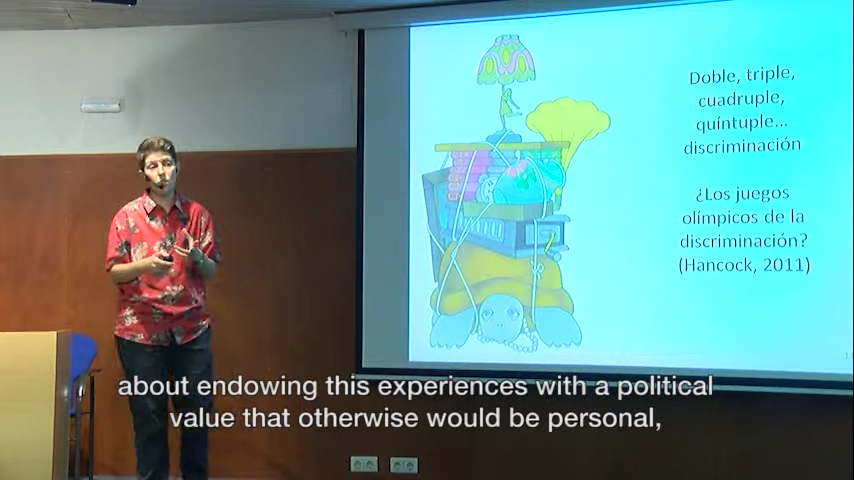 Doble, triple,
cuadruple,
quíntuple...
discriminación
¿Los juegos
olímpicos de la
discriminación?
(Hancock, 2011)
about endowing this experiences with a political
value that otherwise would be personal,